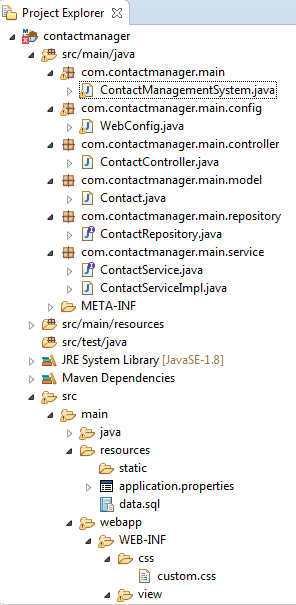 Project Explorer
contactmanager
src/main/java
com.contactmanager.main
ContactManagementSystem.java
com.contactmanager.main.config
WebConfig.java
com.contactmanager.main.controller
ContactController.java
com.contactmanager.main.model
Contact.java
com.contactmanager.main.repository
ContactRepository.java
com.contactmanager.main.service
ContactService.java
ContactServiceImpl.java
META-INF
src/main/resources
src/test/java
JRE System Library [JavaSE-1.8]
Maven Dependencies
src
main
java
resources
static
application.properties
data.sql
webapp
WEB-INF
css
custom.css
view